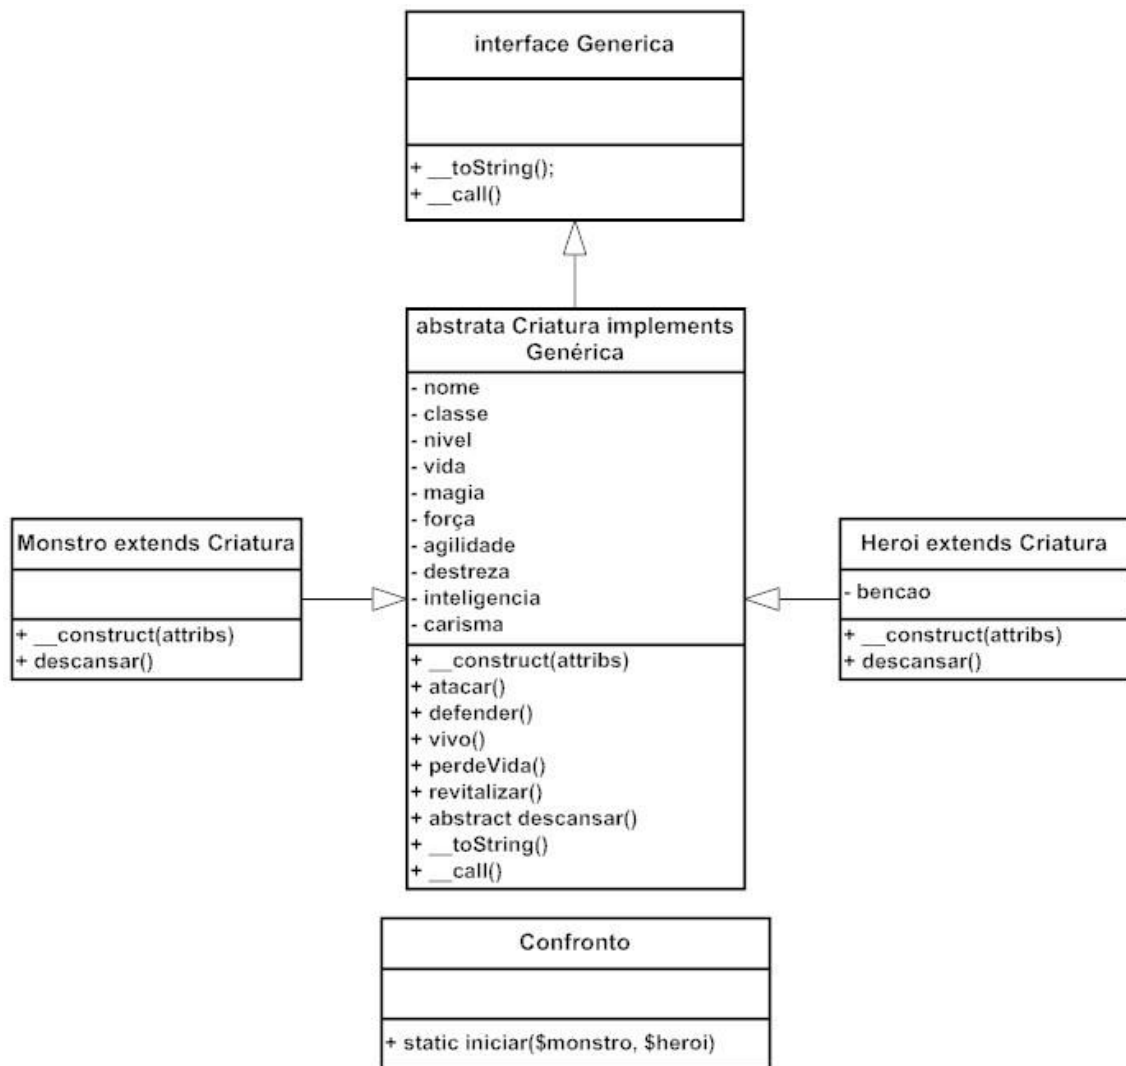 interface Generica
+ __toString();
+ __call()
abstrata Criatura implements
Genérica
- nome
- classe
- nivel
- vida
- magia
- força
- agilidade
- destreza
- inteligencia
- carisma
+ __construct(attribs)
+ atacar()
+ defender()
+ vivo()
+ perdeVida()
+ revitalizar()
+ abstract descansar()
+ __toString()
+ __call()
Monstro extends Criatura
+ __construct(attribs)
+ descansar()
Heroi extends Criatura
- bencao
+ __construct(attribs)
+ descansar()
Confronto
+ static iniciar($monstro, $heroi)